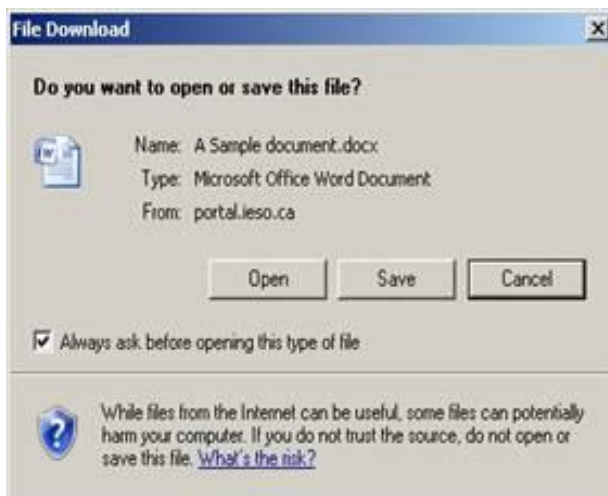 File Download
Do you want to open or save this file?
Name: A Sample document.docx
Type: Microsoft Office Word Document
From: portal.ieso.ca
Open Save Cancel
Always ask before opening this type of file
While files from the Internet can be useful, some files can potentially
harm your computer. If you do not trust the source, do not open or
save this file. What's the risk?